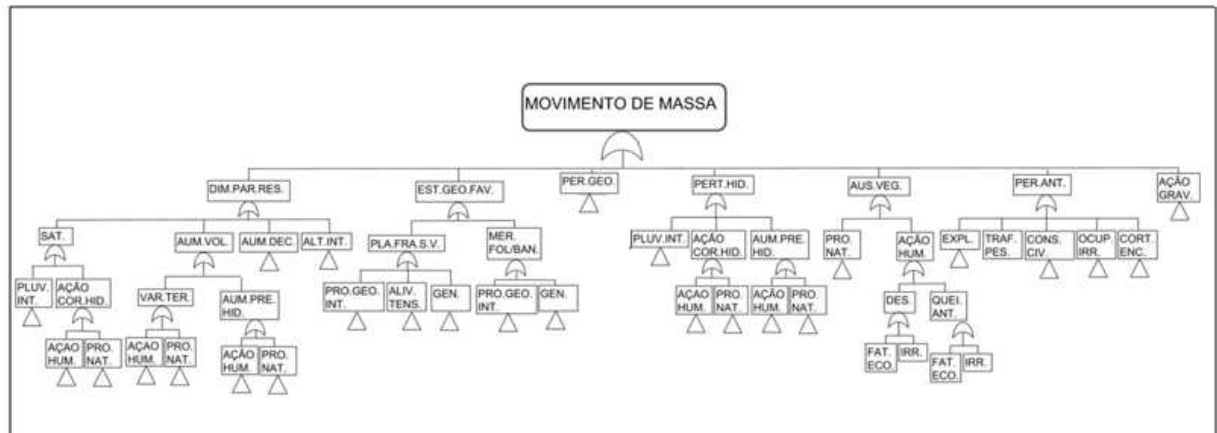 MOVIMENTO DE MASSA
DIM.PAR.RES.
EST.GEO.FAV.
PER.GEO.
PERT.HID.
AUS.VEG.
PER.ANT.
AÇÃO
GRAV.
SAT.
AUM.VOL.
AUM.DEC.
ALT.INT.
PLA.FRA.S.V.
MER.
FOL/BAN.
PLUV.INT.
AÇÃO
COR.HID.
AUM.PRE.
HID.
PRO.
NAT.
AÇÃO
HUM.
EXPL.
TRAF.
PES.
CONS.
CIV.
OCUP.
IRR.
CORT.
ENC.
PLUV.
INT.
AÇÃO
COR.HID.
VAR.TER.
AUM.PRE.
HID.
PRO.GEO.
INT.
ALIV.
TENS.
GEN.
PRO.GEO.
INT.
GEN.
AÇAO
HUM.
PRO.
NAT.
AÇÃO
HUM.
PRO.
NAT.
DES.
QUEI.
ANT.
AÇAO
HUM.
PRO.
NAT.
AÇAO
HUM.
PRO.
NAT.
AÇÃO
HUM.
PRO.
NAT.
FAT.
ECO.
IRR.
FAT.
ECO.
IRR.